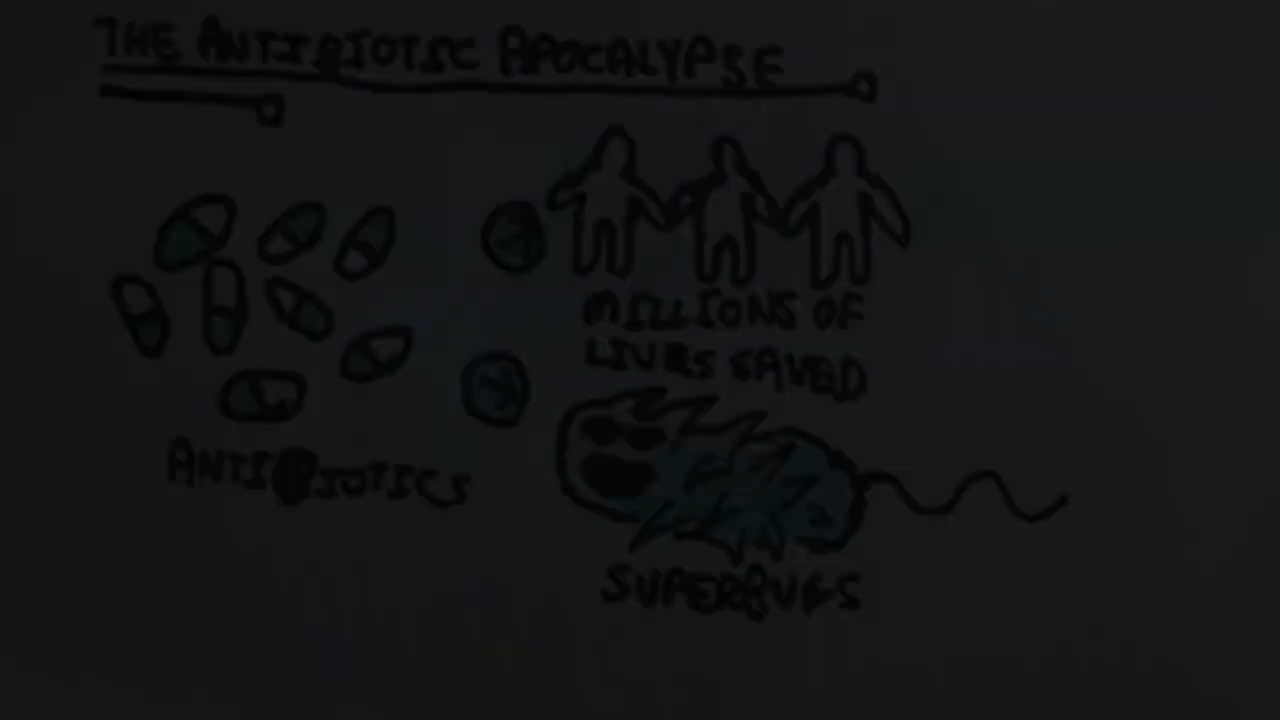 THE ANTIBIOTIC APOCALYPSE
MILLIONS OF
LIVES SAVED
ANTIBIOTICS
SUPERBUGS